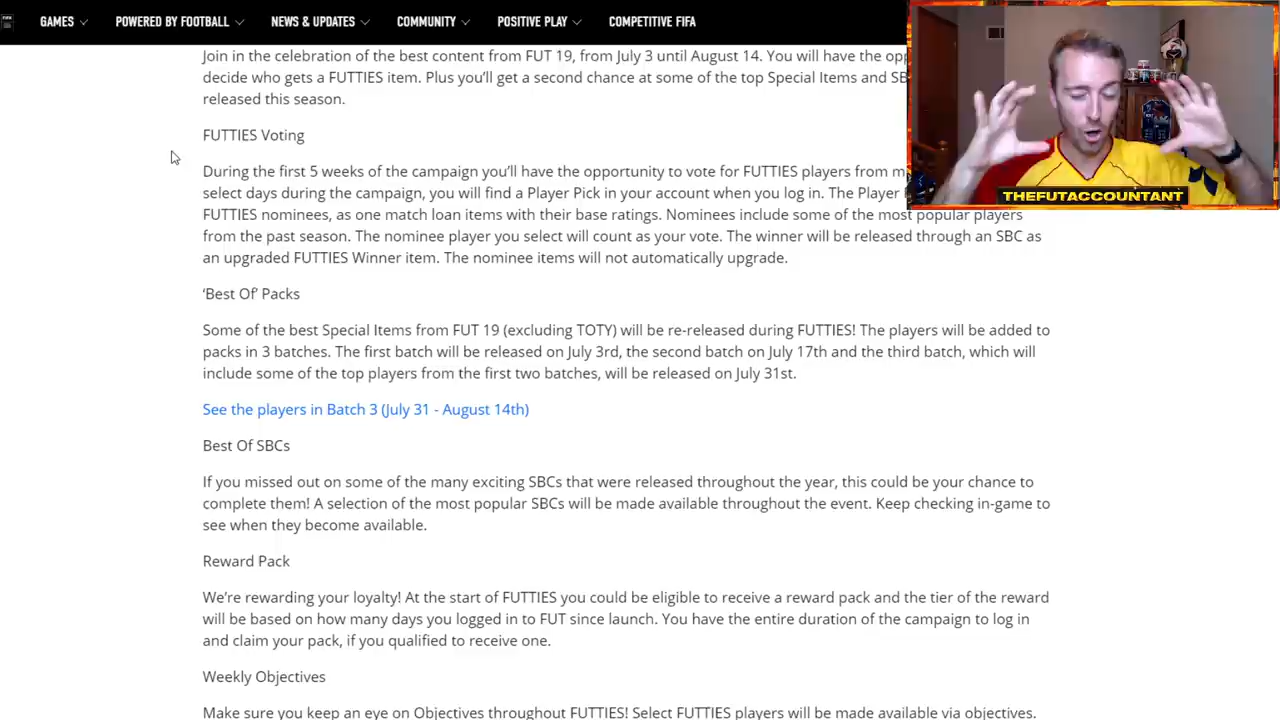 GAMES POWERED BY FOOTBALL NEWS & UPDATES COMMUNITY POSITIVE PLAY COMPETITIVE FIFA
Join in the celebration of the best content from FUT 19, from July 3 until August 14. You will have the
decide who gets a FUTTIES item. Plus you'll get a second chance at some of the top Special Items and
released this season.
FUTTIES Voting
During the first 5 weeks of the campaign you'll have the opportunity to vote for FUTTIES players from
select days during the campaign, you will find a Player Pick in your account when you log in. The Player
FUTTIES nominees, as one match loan items with their base ratings. Nominees include some of the most popular players
from the past season. The nominee player you select will count as your vote. The winner will be released through an SBC as
an upgraded FUTTIES Winner item. The nominee items will not automatically upgrade.
‘Best Of’ Packs
Some of the best Special Items from FUT 19 (excluding TOTY) will be re-released during FUTTIES! The players will be added to
packs in 3 batches. The first batch will be released on July 3rd, the second batch on July 17th and the third batch, which will
include some of the top players from the first two batches, will be released on July 31st.
See the players in Batch 3 (July 31 - August 14th)
Best Of SBCs
If you missed out on some of the many exciting SBCs that were released throughout the year, this could be your chance to
complete them! A selection of the most popular SBCs will be made available throughout the event. Keep checking in-game to
see when they become available.
Reward Pack
We’re rewarding your loyalty! At the start of FUTTIES you could be eligible to receive a reward pack and the tier of the reward
will be based on how many days you logged in to FUT since launch. You have the entire duration of the campaign to log in
and claim your pack, if you qualified to receive one.
Weekly Objectives
Make sure you keep an eye on Objectives throughout FUTTIES! Select FUTTIES players will be made available via objectives.
THEFUTACCOUNTANT